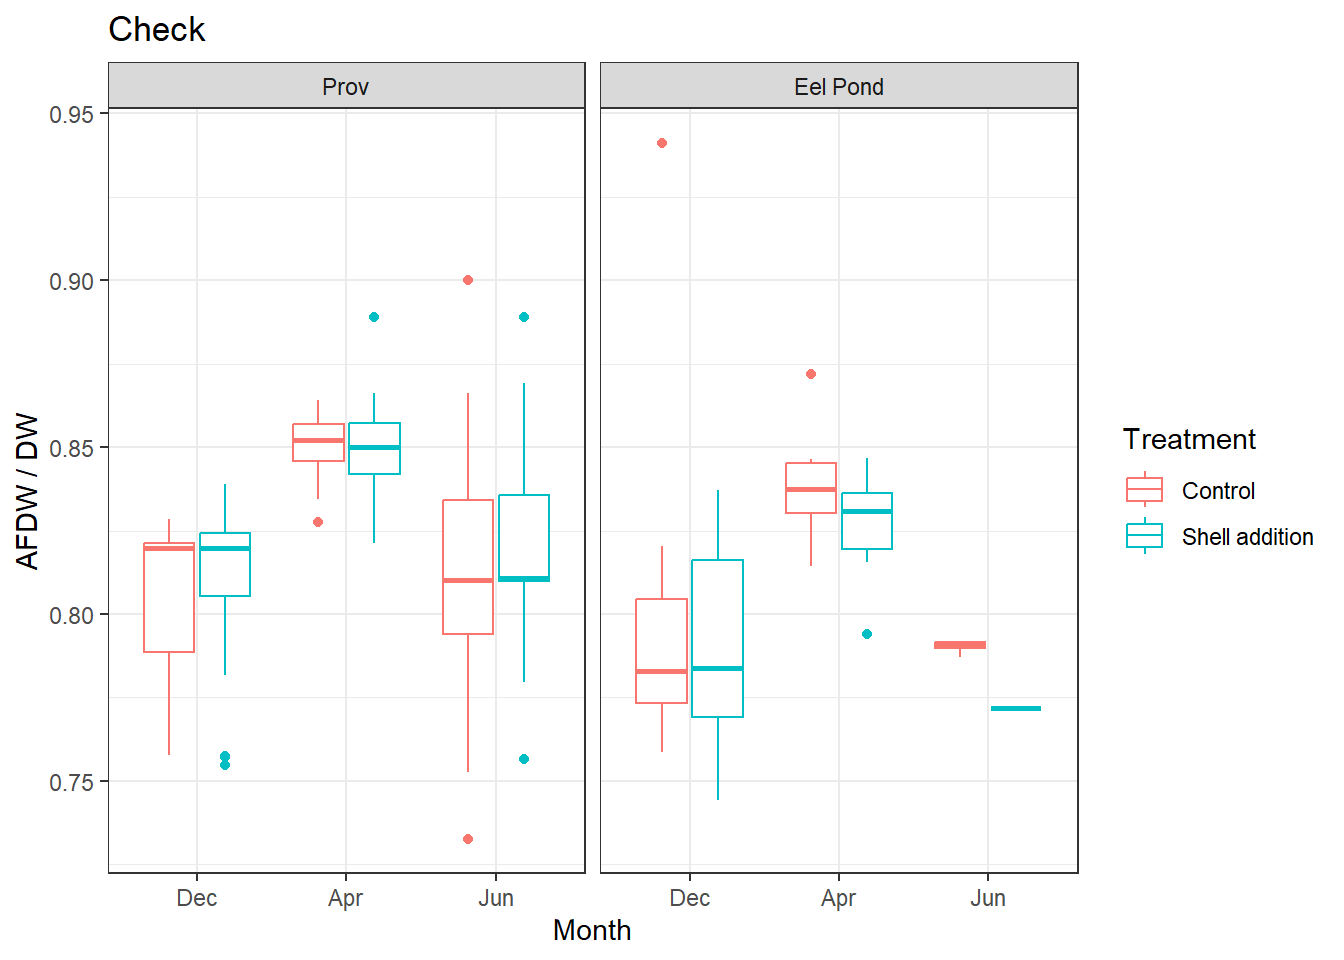 Check
Prov
Eel Pond
0.95
0.90
0.85
0.80
0.75
AFDW / DW
Dec
Apr
Jun
Dec
Apr
Jun
Month
Treatment
Control
Shell addition